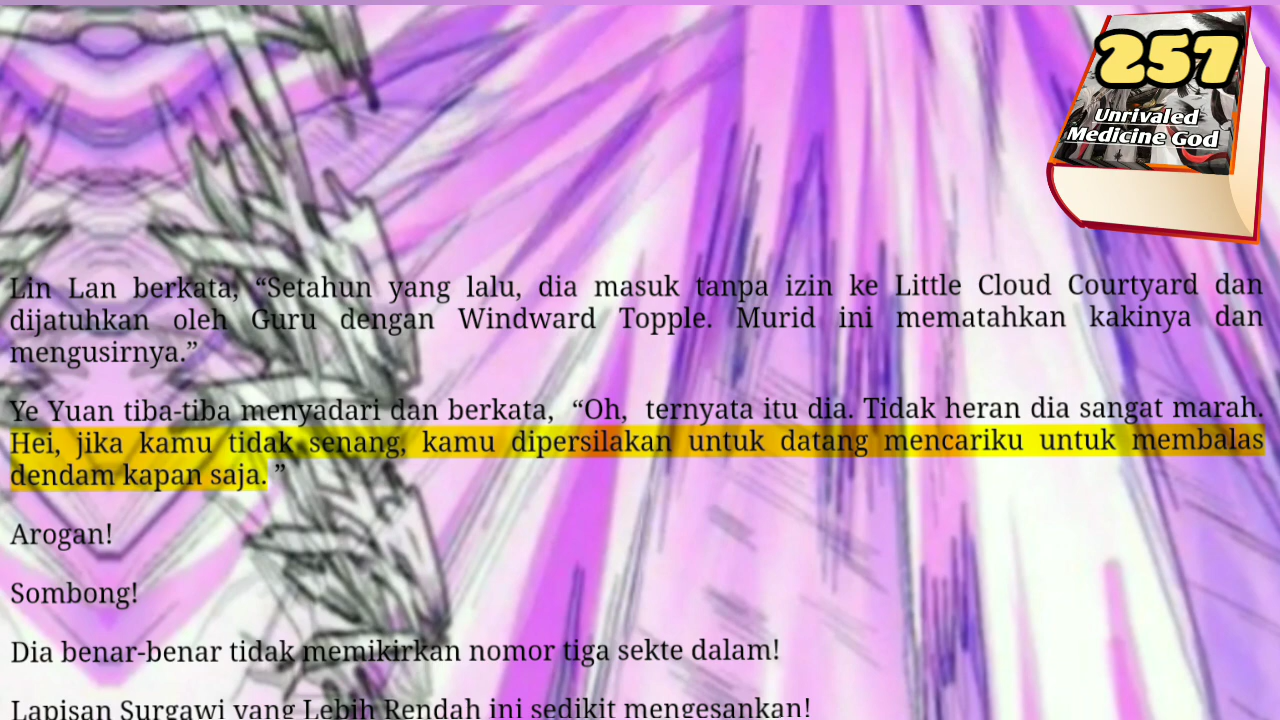 257
Unrivaled
Medicine God
Lin Lan berkata, “Setahun yang lalu, dia masuk tanpa izin ke Little Cloud Courtyard dan
dijatuhkan oleh Guru dengan Windward Topple. Murid ini mematahkan kakinya dan
mengusirnya.”
Ye Yuan tiba-tiba menyadari dan berkata, “Oh, ternyata itu dia. Tidak heran dia sangat marah.
Hei, jika kamu tidak senang, kamu dipersilakan untuk datang mencariku untuk membalas
dendam kapan saja. ”
Arogan!
Sombong!
Dia benar-benar tidak memikirkan nomor tiga sekte dalam!
Lapisan Surgawi yang Lebih Rendah ini sedikit mengesankan!